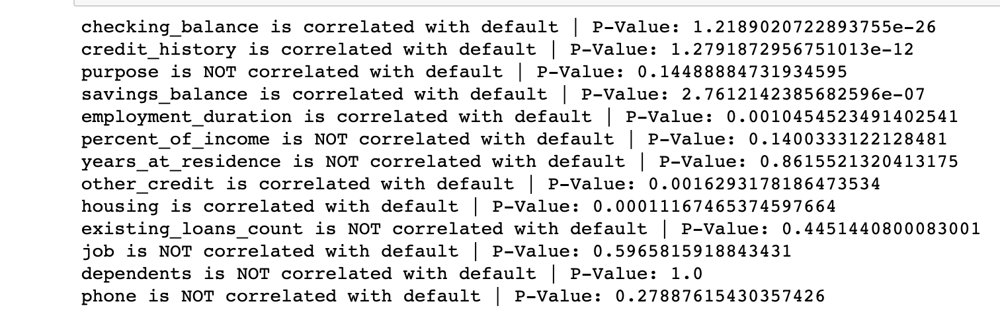 checking_balance is correlated with default | P-Value: 1.2189020722893755e-26
credit_history is correlated with default | P-Value: 1.2791872956751013e-12
purpose is NOT correlated with default | P-Value: 0.14488884731934595
savings_balance is correlated with default | P-Value: 2.7612142385682596e-07
employment_duration is correlated with default | P-Value: 0.0010454523491402541
percent_of_income is NOT correlated with default | P-Value: 0.1400333122128481
years_at_residence is NOT correlated with default | P-Value: 0.8615521320413175
other_credit is correlated with default | P-Value: 0.0016293178186473534
housing is correlated with default | P-Value: 0.00011167465374597664
existing_loans_count is NOT correlated with default | P-Value: 0.4451440800083001
job is NOT correlated with default | P-Value: 0.5965815918843431
dependents is NOT correlated with default | P-Value: 1.0
phone is NOT correlated with default | P-Value: 0.27887615430357426